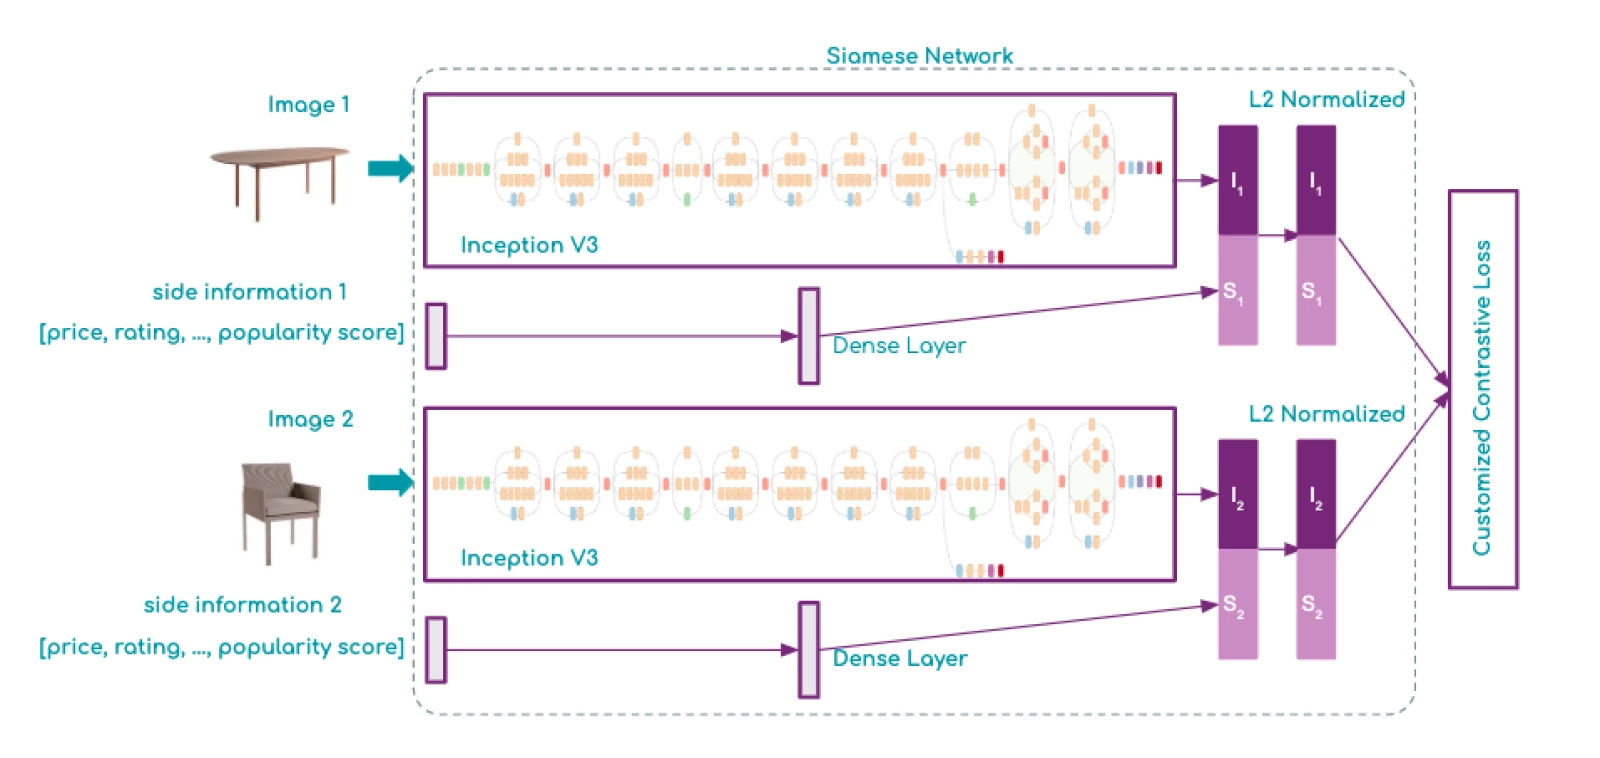 Siamese Network
Image 1
L2 Normalized
I1
I1
Inception V3
side information 1
S1
S1
[price, rating, ..., popularity score]
Dense Layer
Customized Contrastive Loss
Image 2
L2 Normalized
I2
I2
Inception V3
side information 2
S2
S2
[price, rating, ..., popularity score]
Dense Layer